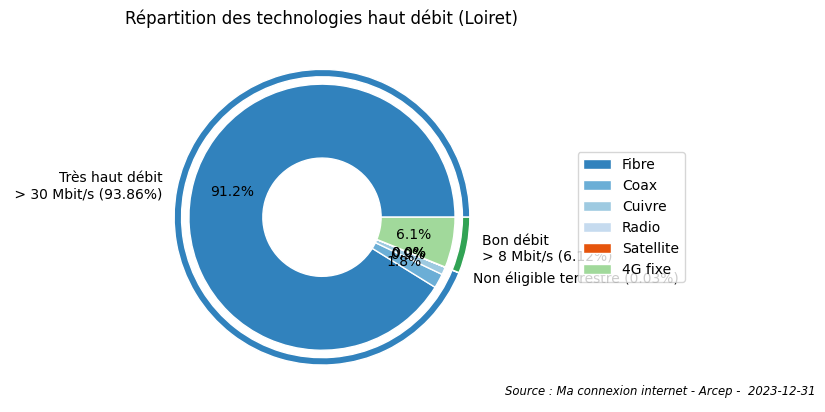 Répartition des technologies haut débit (Loiret)
Très haut débit
> 30 Mbit/s (93.86%)
91.2%
6.1%
0.0%
1.8%
Bon débit
> 8 Mbit/s (6.12%)
Non éligible terrestre (0.03%)
Fibre
Coax
Cuivre
Radio
Satellite
4G fixe
Source : Ma connexion internet - Arcep -  2023-12-31